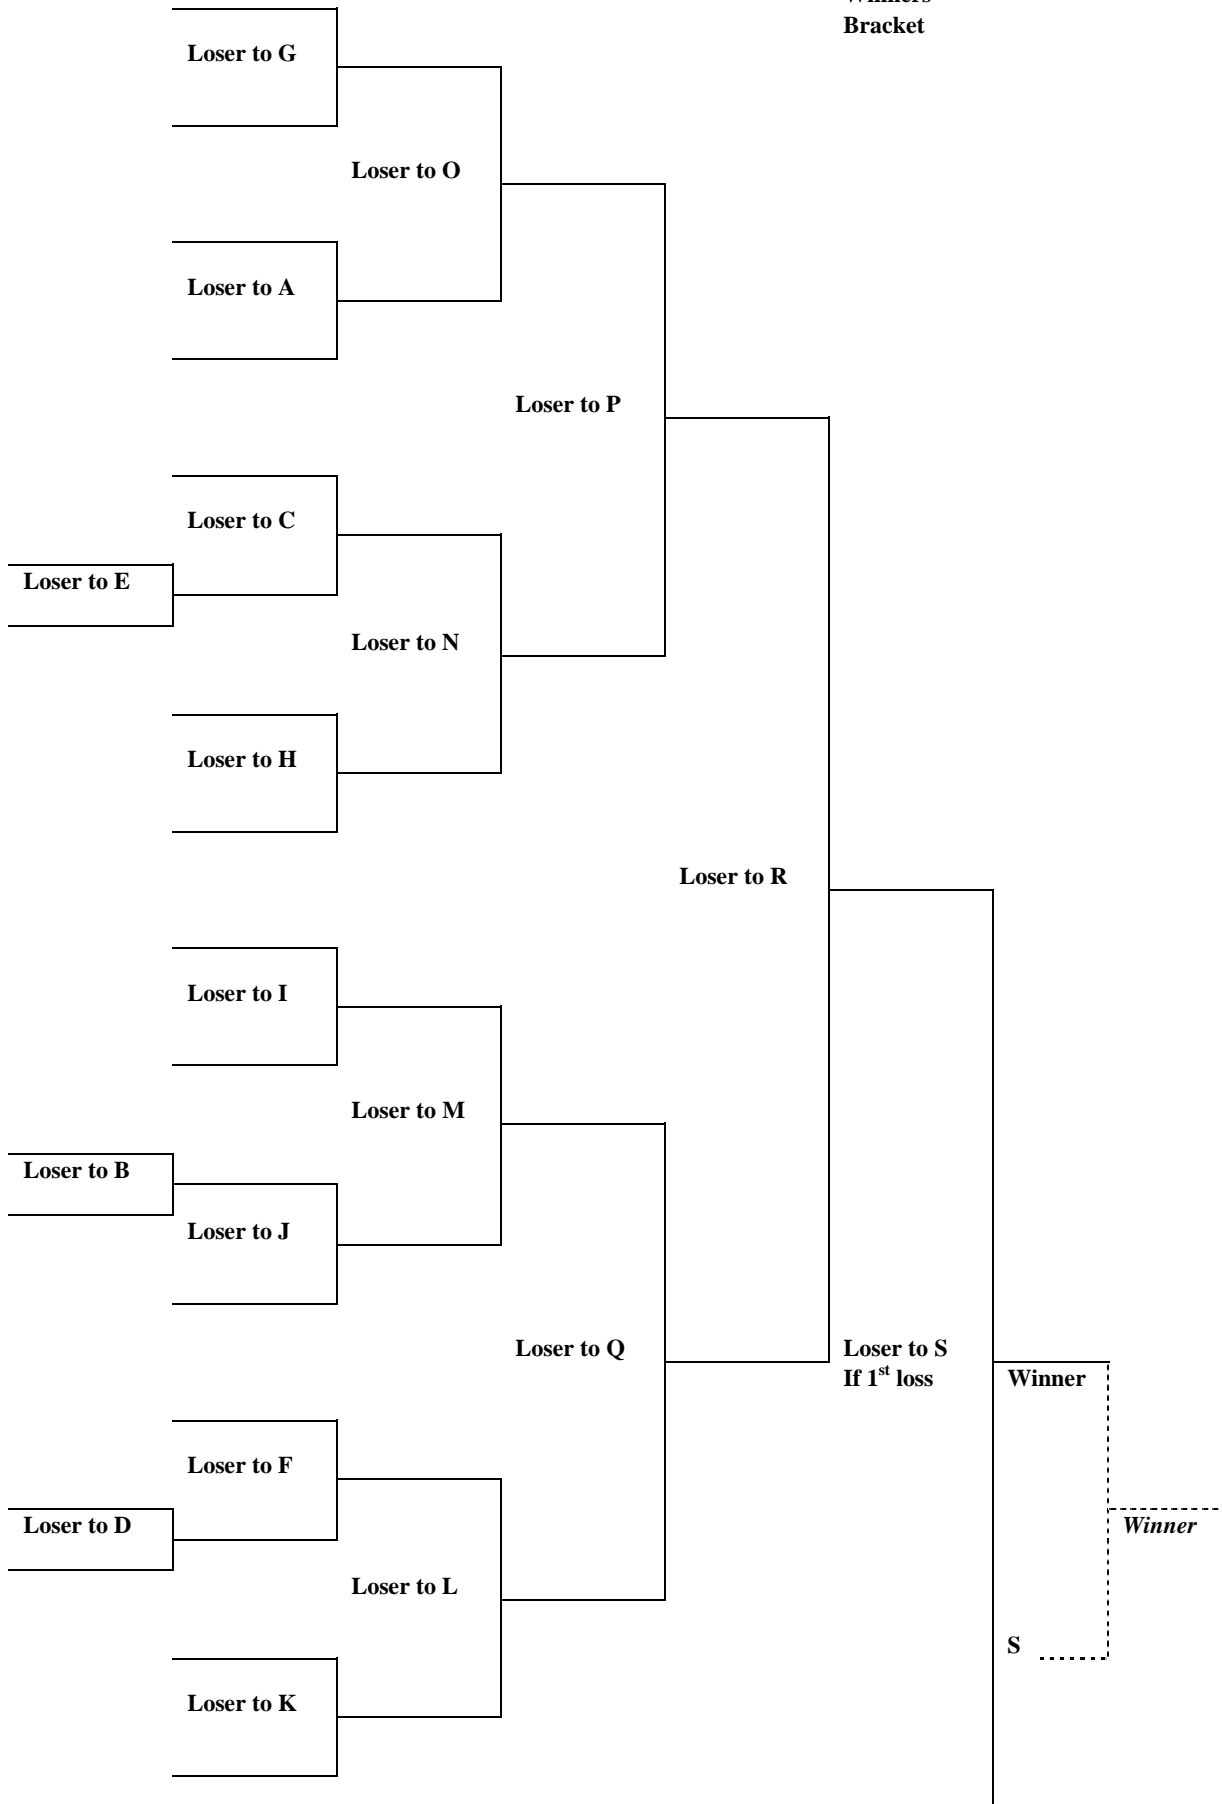 Winners
Bracket
Loser to G
Loser to O
Loser to A
Loser to P
Loser to C
Loser to E
Loser to N
Loser to H
Loser to R
Loser to I
Loser to M
Loser to B
Loser to J
Loser to Q
Loser to S
If 1st loss
Winner
Loser to F
Loser to D
Winner
Loser to L
S
Loser to K